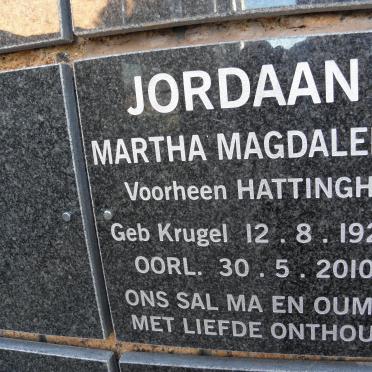 JORDAAN
MARTHA MAGDALE
Voorheen HATTINGH
Geb Krugel 12 . 8 . 192
OORL. 30 . 5 . 2010
ONS SAL MA EN OUM
MET LIEFDE ONTHOU